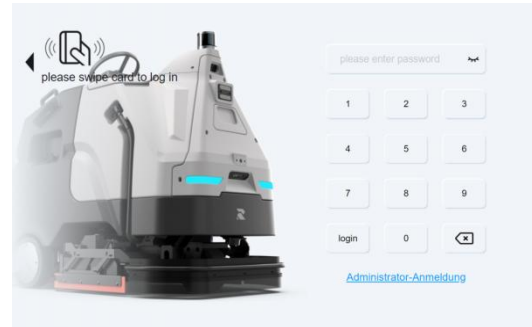 please swipe card to log in
please enter password
1 2 3
4 5 6
7 8 9
login 0
Administrator-Anmeldung